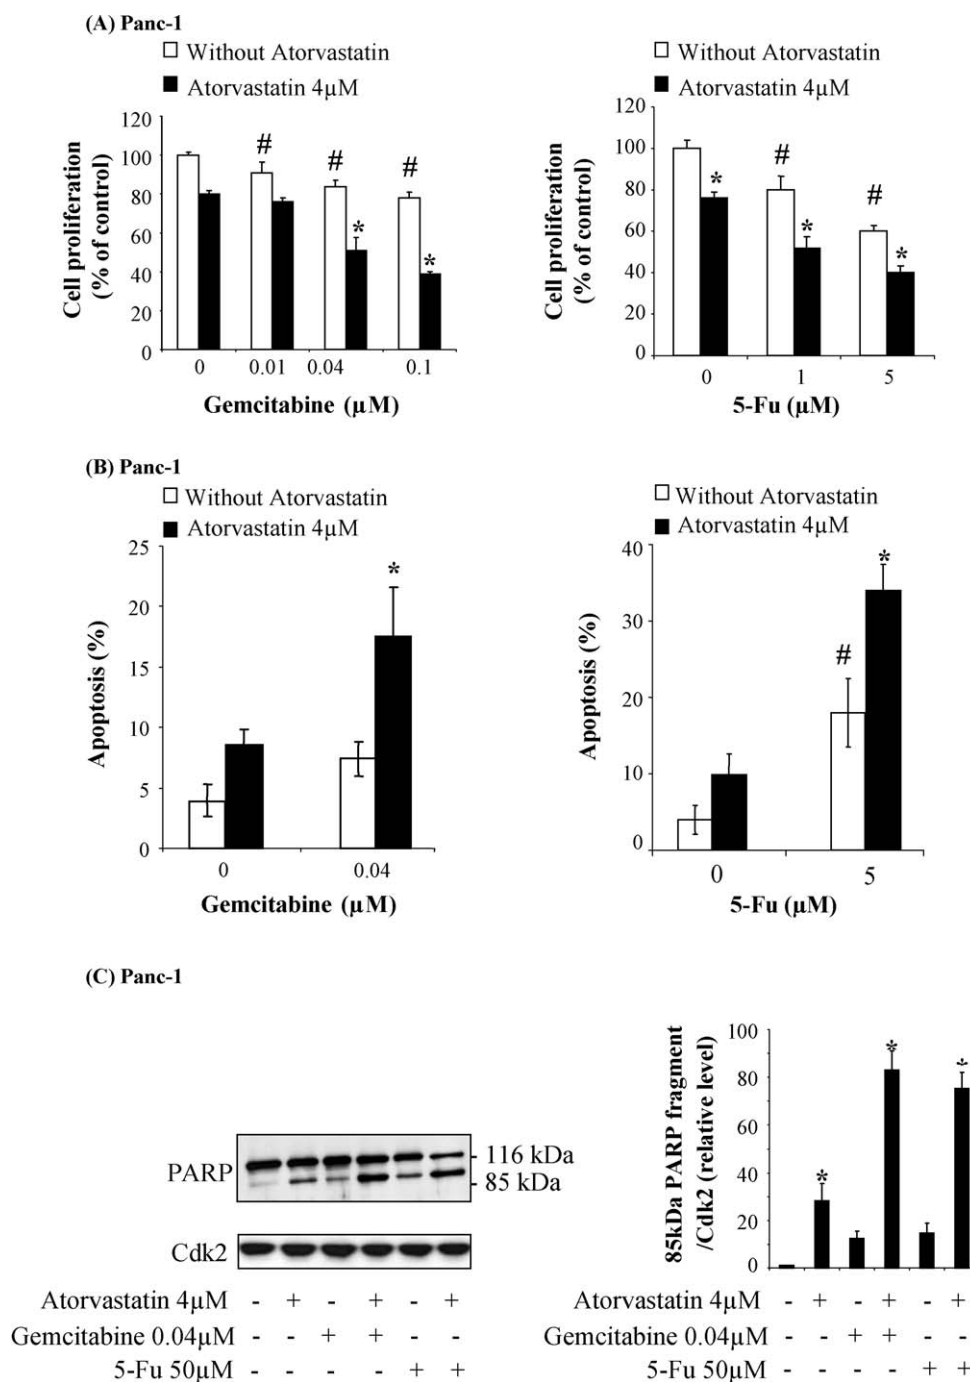 (A) Panc-1
Without Atorvastatin
Atorvastatin 4µM
Cell proliferation
(% of control)
120
100
80
60
40
20
0
#
#
#
*
*
0 0.01 0.04 0.1
Gemcitabine (µM)
Without Atorvastatin
Atorvastatin 4µM
Cell proliferation
(% of control)
120
100
80
60
40
20
0
*
#
*
#
*
0 1 5
5-Fu (µM)
(B) Panc-1
Without Atorvastatin
Atorvastatin 4µM
Apoptosis (%)
25
20
15
10
5
0
*
0 0.04
Gemcitabine (µM)
Without Atorvastatin
Atorvastatin 4µM
Apoptosis (%)
40
30
20
10
0
#
*
0 5
5-Fu (µM)
(C) Panc-1
PARP
116 kDa
85 kDa
Cdk2
Atorvastatin 4µM - + - + - +
Gemcitabine 0.04µM - - + + - -
5-Fu 50µM - - - - + +
85kDa PARP fragment
/Cdk2 (relative level)
100
80
60
40
20
0
*
*
*
Atorvastatin 4µM - + - + - +
Gemcitabine 0.04µM - - + + - -
5-Fu 50µM - - - - + +